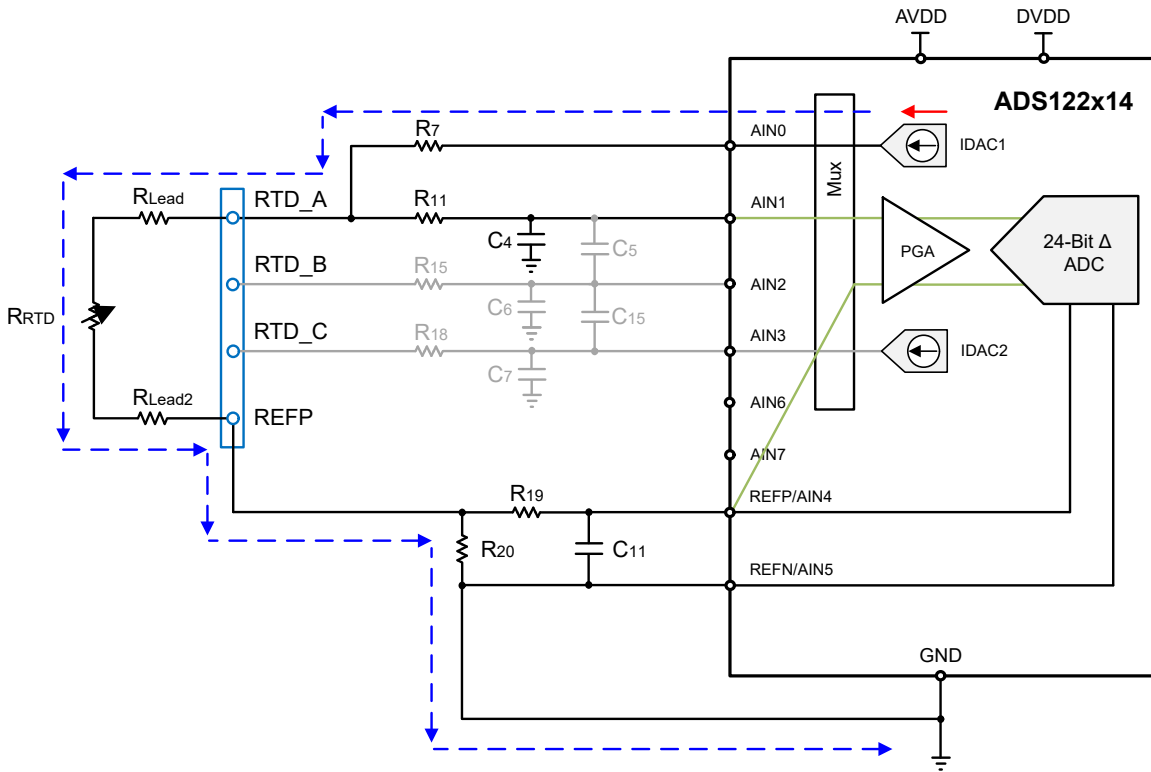 AVDD
DVDD
ADS122x14
R7
AIN0
IDAC1
Mux
RLead
RTD_A
R11
AIN1
C4
C5
PGA
24-Bit Δ
ADC
RTD_B
R15
AIN2
C6
C15
RRTD
RTD_C
R18
AIN3
IDAC2
C7
RLead2
REFP
AIN6
AIN7
R19
REFP/AIN4
R20
C11
REFN/AIN5
GND